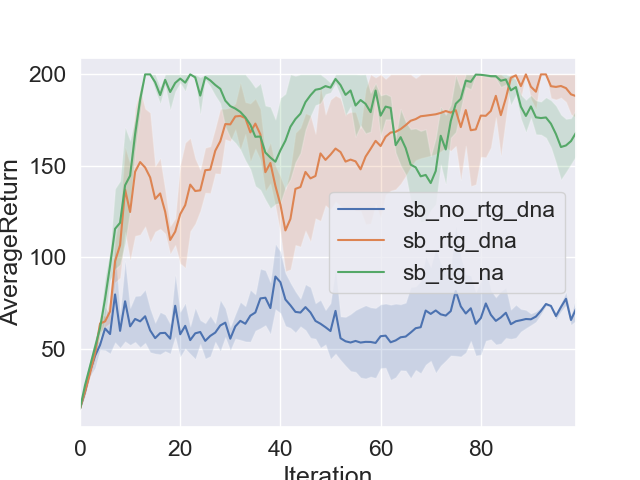 200
150
100
50
AverageReturn
sb_no_rtg_dna
sb_rtg_dna
sb_rtg_na
0 20 40 60 80
Iteration